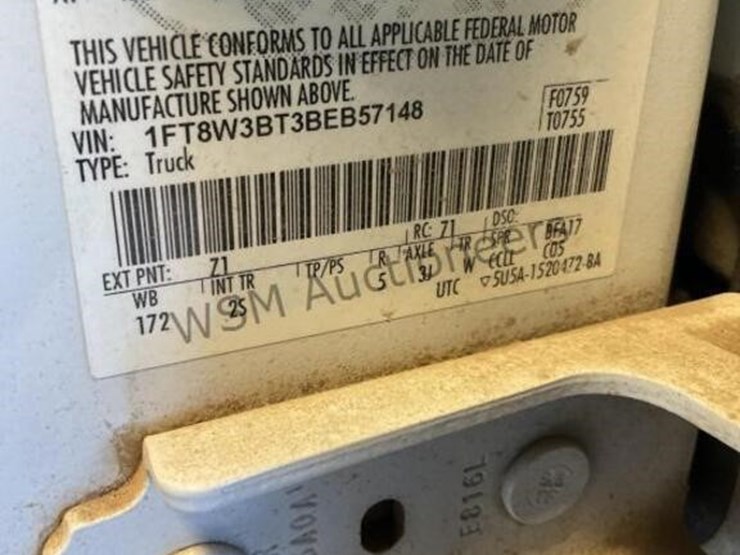 THIS VEHICLE CONFORMS TO ALL APPLICABLE FEDERAL MOTOR
VEHICLE SAFETY STANDARDS IN EFFECT ON THE DATE OF
MANUFACTURE SHOWN ABOVE.
VIN: 1FT8W3BT3BEB57148
F0759
T0755
TYPE: Truck
EXT PNT: Z1 RC: 71 DSO:
WB INT TR TP/PS R AXLE TR SPR BFA17
172 2S 5 3J W CCLL C05
UTC 5U5A-1520472-BA
WSM Auctioneers
E816L